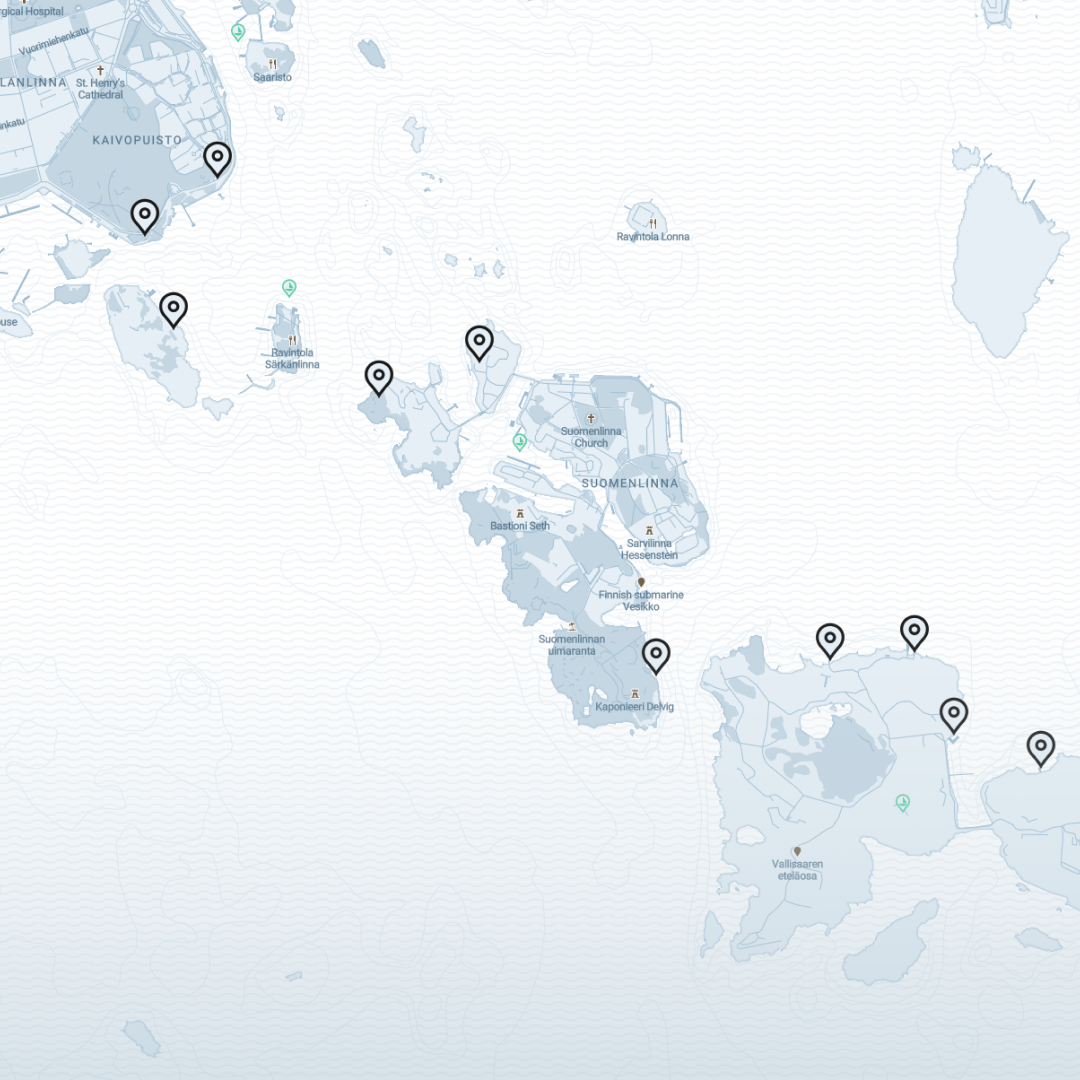 rgical Hospital
Vuorimiehenkatu
LANLINNA
St. Henry's
Cathedral
Saaristo
nkatu
KAIVOPUISTO
Ravintola Lonna
use
Ravintola
Särkänlinna
Suomenlinna
Church
SUOMENLINNA
Bastioni Seth
Sarvilinna
Hessenstein
Finnish submarine
Vesikko
Suomenlinnan
uimaranta
Kaponieeri Delvig
Vallisaaren
eteläosa